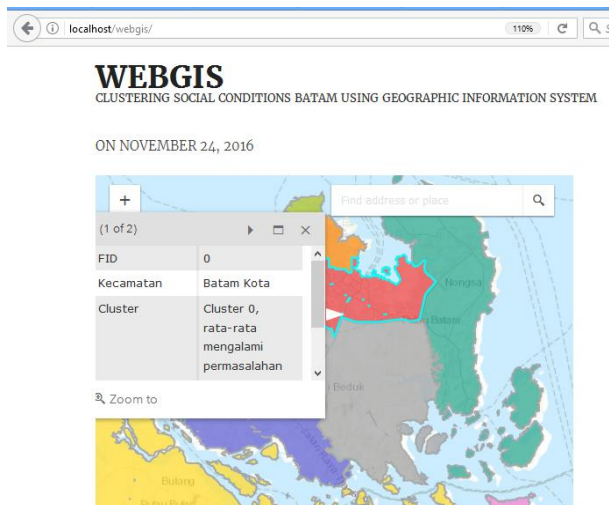 localhost/webgis/
110%
WEBGIS
CLUSTERING SOCIAL CONDITIONS BATAM USING GEOGRAPHIC INFORMATION SYSTEM
ON NOVEMBER 24, 2016
+
Find address or place
(1 of 2)
FID 0
Kecamatan Batam Kota
Cluster Cluster 0,
rata-rata
mengalami
permasalahan
Zoom to
Nongsa
Batam
Beduk
Bulang